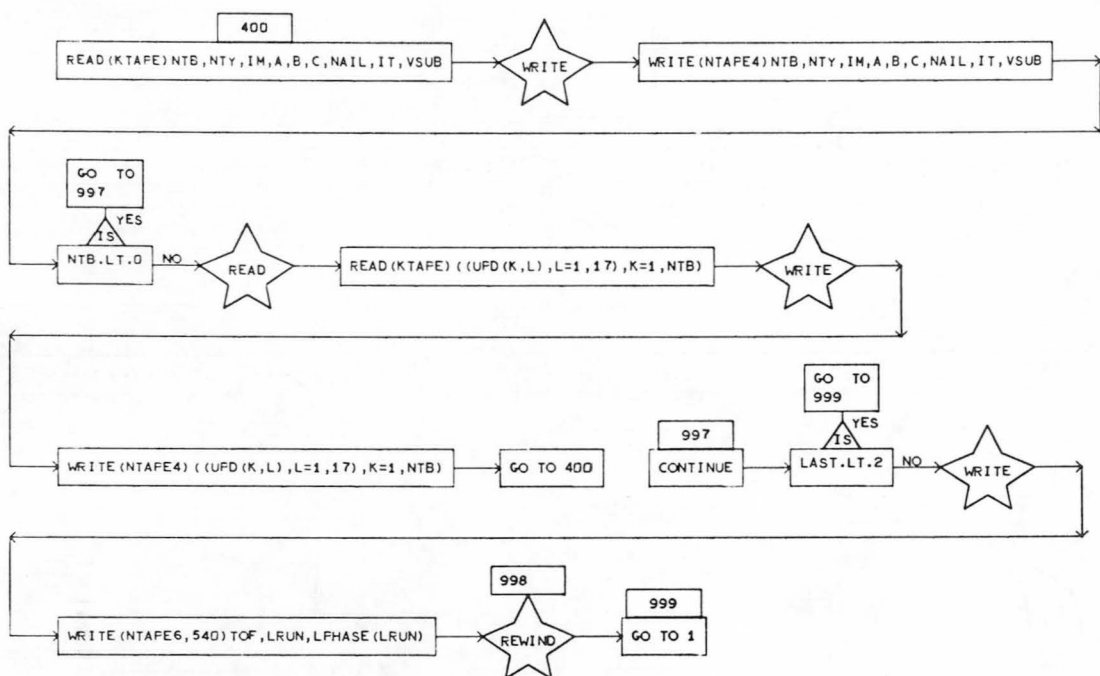 400
READ(KTAPE)NTB,NTY,IM,A,B,C,NAIL,IT,VSUB
WRITE
WRITE(NTAPE4)NTB,NTY,IM,A,B,C,NAIL,IT,VSUB
GO TO
997
YES
IS
NTB.LT.0
NO
READ
READ(KTAPE)((UPD(K,L),L=1,17),K=1,NTB)
WRITE
WRITE(NTAPE4)((UPD(K,L),L=1,17),K=1,NTB)
GO TO 400
997
CONTINUE
GO TO
999
YES
IS
LAST.LT.2
NO
WRITE
WRITE(NTAPE6,540)TOF,LRUN,LPHASE(LRUN)
998
REWIND
999
GO TO 1